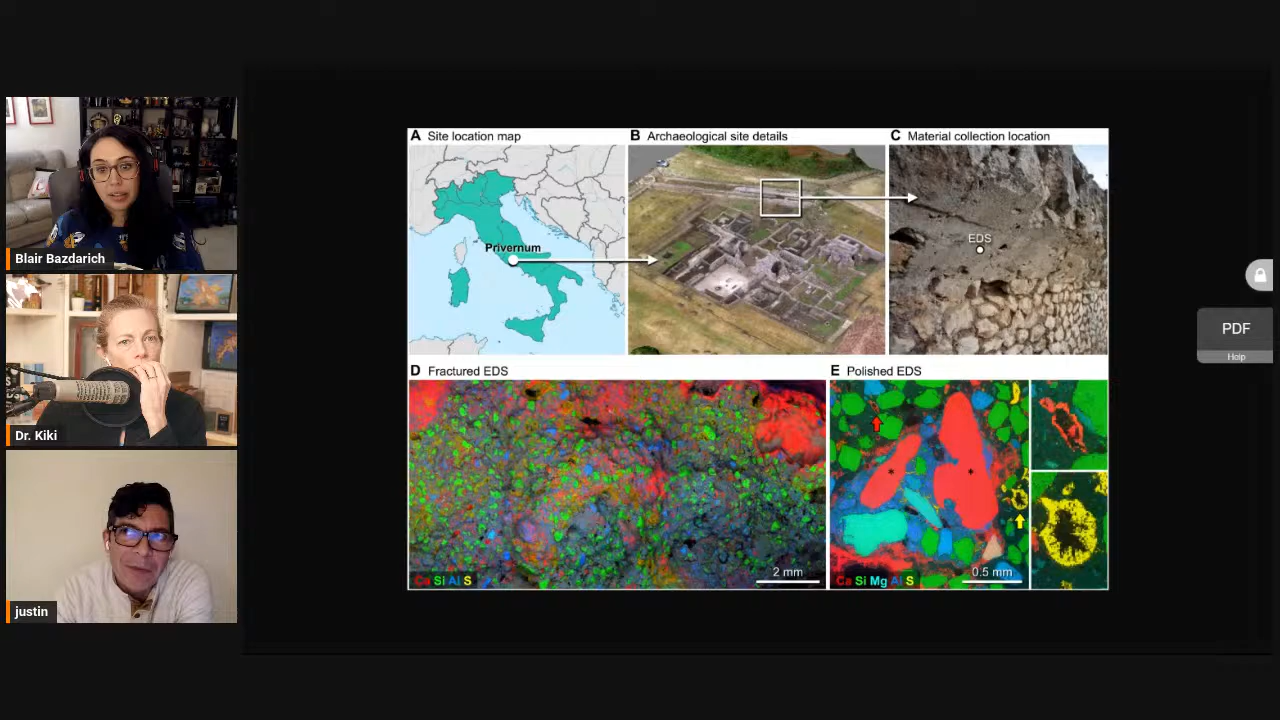 Blair Bazdarich
Dr. Kiki
justin
A Site location map
B Archaeological site details
C Material collection location
Privernum
EDS
D Fractured EDS
E Polished EDS
Ca Si Al S
2 mm
Ca Si Mg Al S
0.5 mm
*
*
PDF
Help